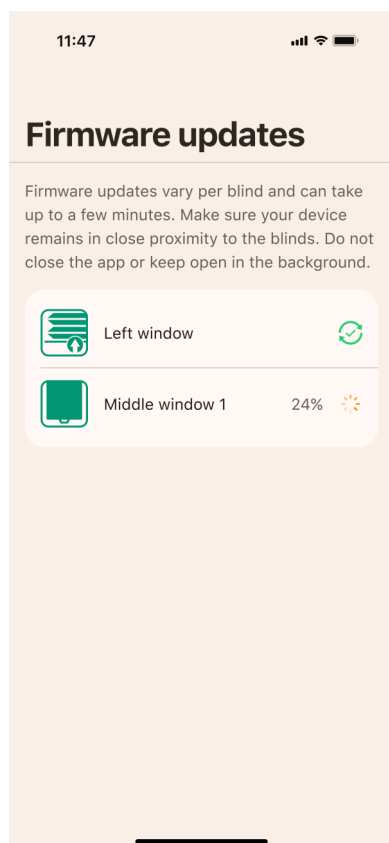 11:47
Firmware updates
Firmware updates vary per blind and can take
up to a few minutes. Make sure your device
remains in close proximity to the blinds. Do not
close the app or keep open in the background.
Left window
Middle window 1 24%